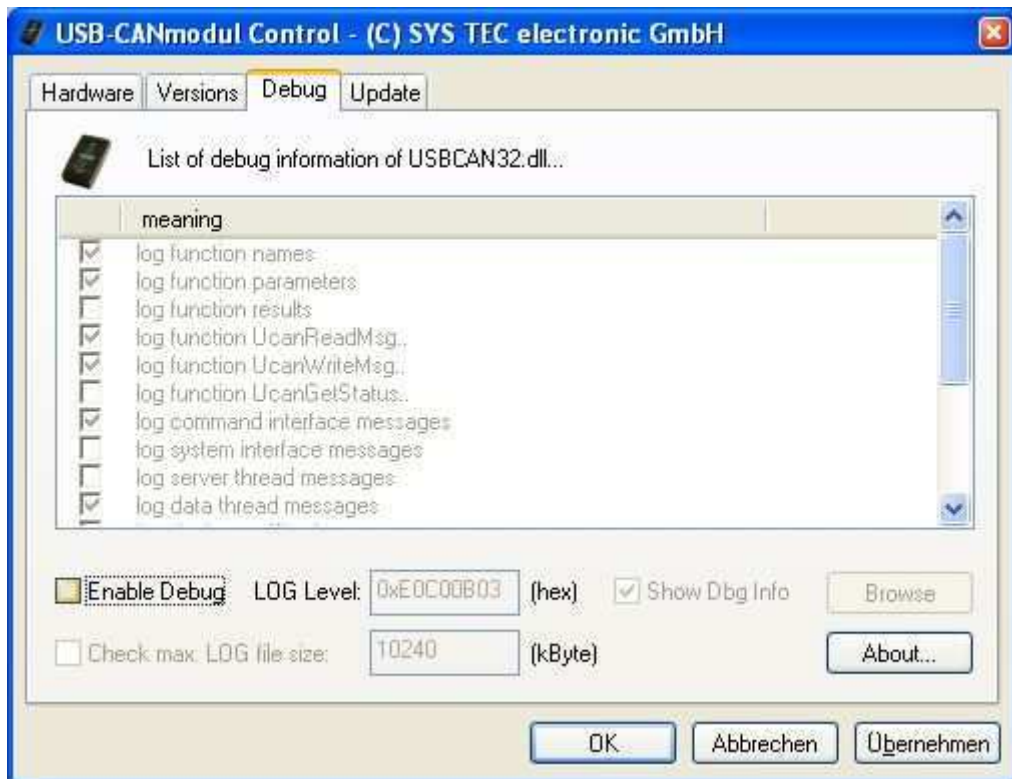 USB-CANmodul Control - (C) SYS TEC electronic GmbH
Hardware Versions Debug Update
List of debug information of USBCAN32.dll...
meaning
log function names
log function parameters
log function results
log function UcanReadMsg..
log function UcanWriteMsg..
log function UcanGetStatus..
log command interface messages
log system interface messages
log server thread messages
log data thread messages
Enable Debug LOG Level: 0xE0C00B03 (hex) Show Dbg Info Browse
Check max. LOG file size: 10240 (kByte) About...
OK Abbrechen Übernehmen